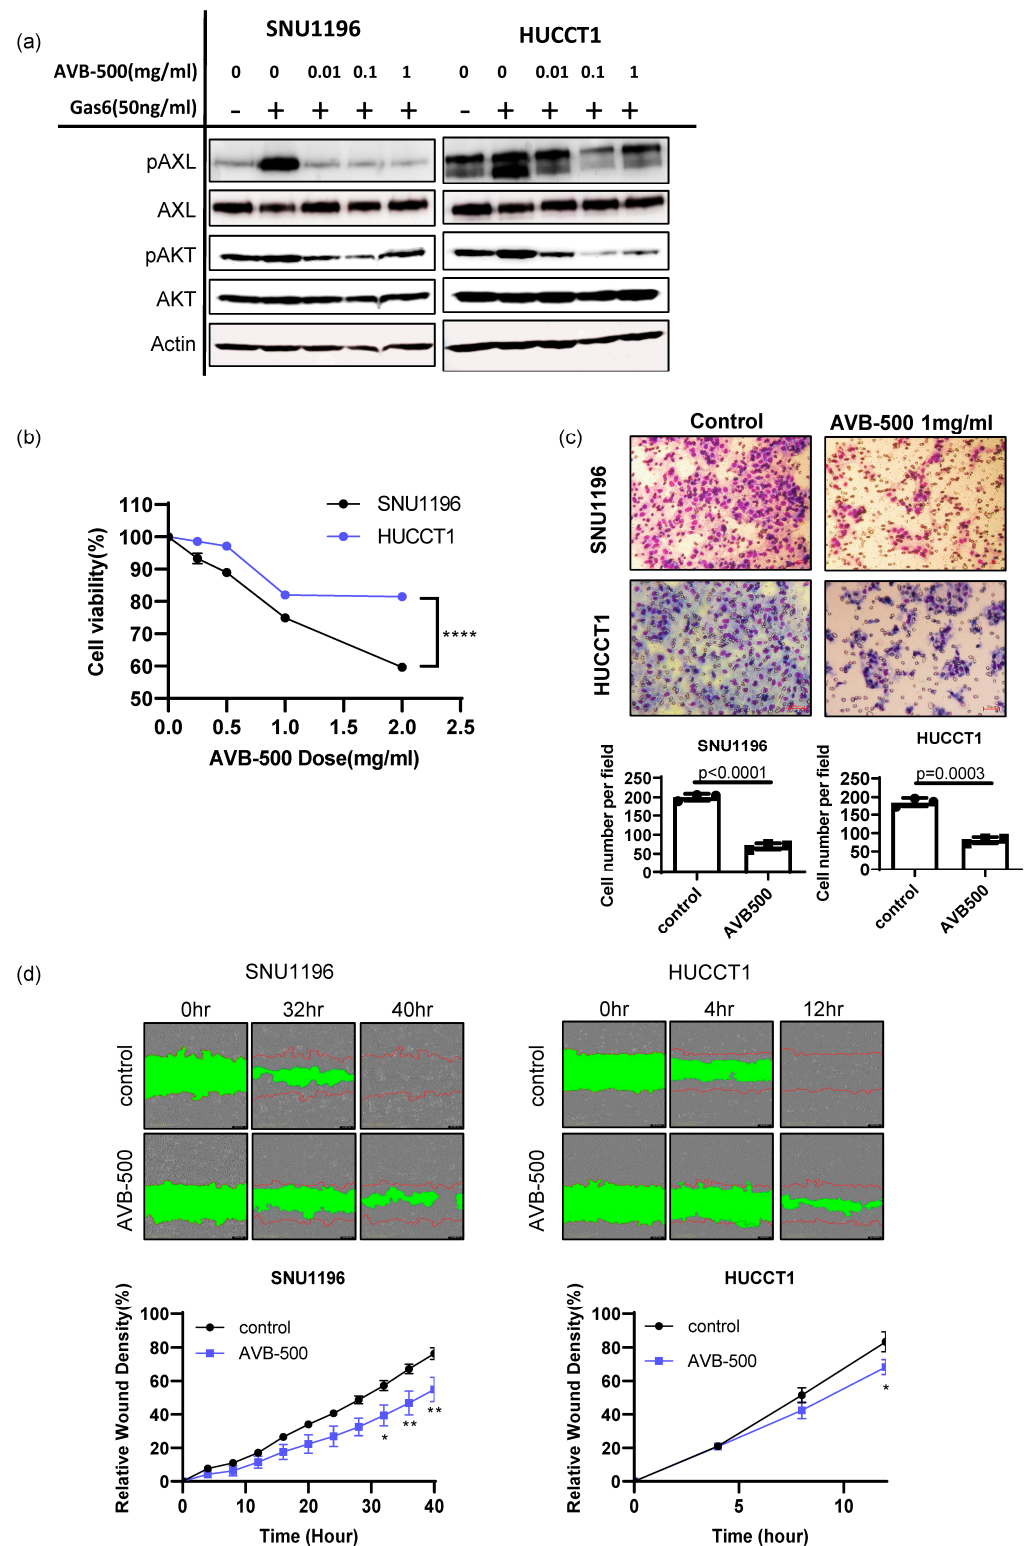 (a)
SNU1196 HUCCT1
AVB-500(mg/ml) 0 0 0.01 0.1 1 0 0 0.01 0.1 1
Gas6(50ng/ml) - + + + + - + + + +
pAXL
AXL
pAKT
AKT
Actin
(b)
Cell viability(%)
110
100
90
80
70
60
50
SNU1196
HUCCT1
****
0.0 0.5 1.0 1.5 2.0 2.5
AVB-500 Dose(mg/ml)
(c)
Control AVB-500 1mg/ml
SNU1196
HUCCT1
SNU1196
p<0.0001
Cell number per field
250
200
150
100
50
0
control AVB500
HUCCT1
p=0.0003
Cell number per field
250
200
150
100
50
0
control AVB500
(d)
SNU1196 HUCCT1
0hr 32hr 40hr 0hr 4hr 12hr
control control
AVB-500 AVB-500
SNU1196
Relative Wound Density(%)
100
80
60
40
20
0
control
AVB-500
* ** **
0 10 20 30 40
Time (Hour)
HUCCT1
Relative Wound Density(%)
100
80
60
40
20
0
control
AVB-500
*
0 5 10
Time (hour)